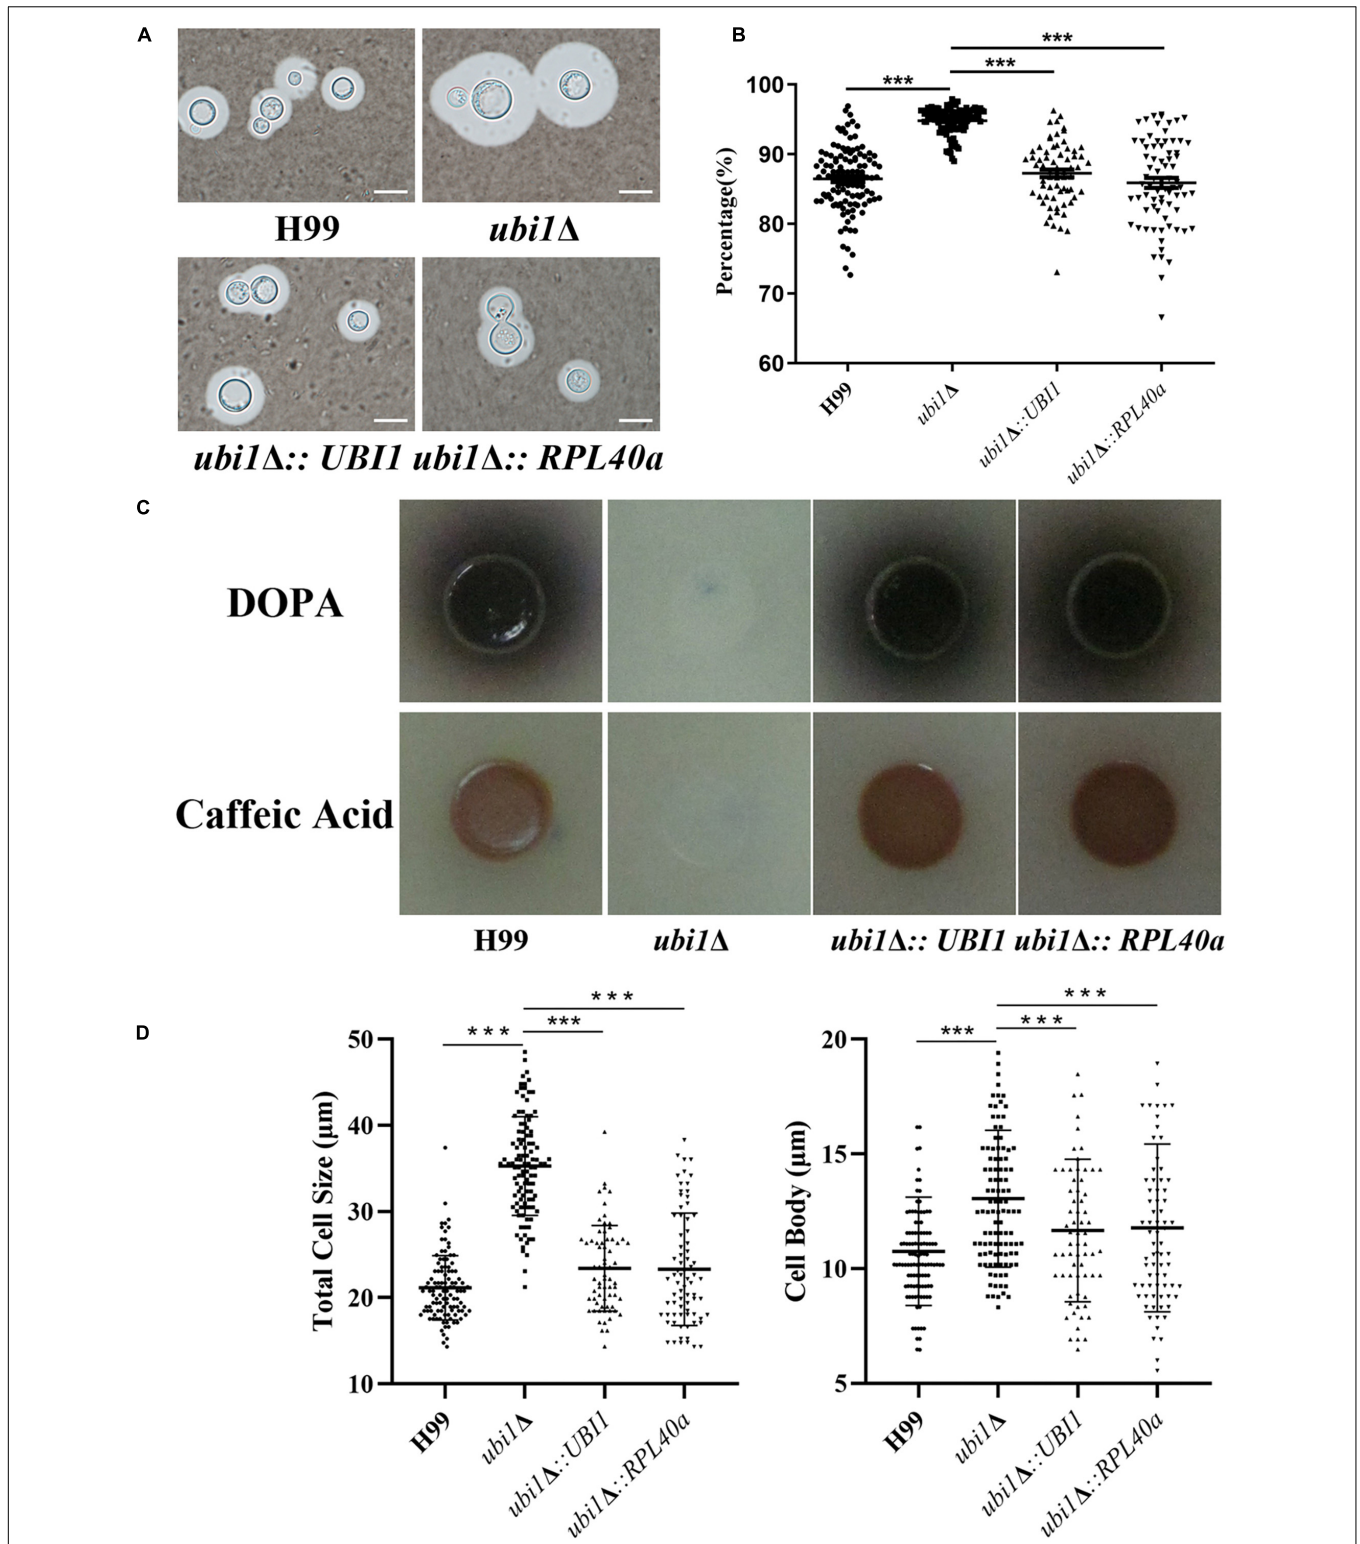 A
H99
ubi1Δ
ubi1Δ:: UBI1 ubi1Δ:: RPL40a
B
***
***
***
100
90
80
70
60
Percentage(%)
H99
ubi1Δ
ubi1Δ::UBI1
ubi1Δ::RPL40a
C
DOPA
Caffeic Acid
H99
ubi1Δ
ubi1Δ:: UBI1 ubi1Δ:: RPL40a
D
***
***
***
50
40
30
20
10
Total Cell Size (μm)
H99
ubi1Δ
ubi1Δ::UBI1
ubi1Δ::RPL40a
***
***
***
20
15
10
5
Cell Body (μm)
H99
ubi1Δ
ubi1Δ::UBI1
ubi1Δ::RPL40a